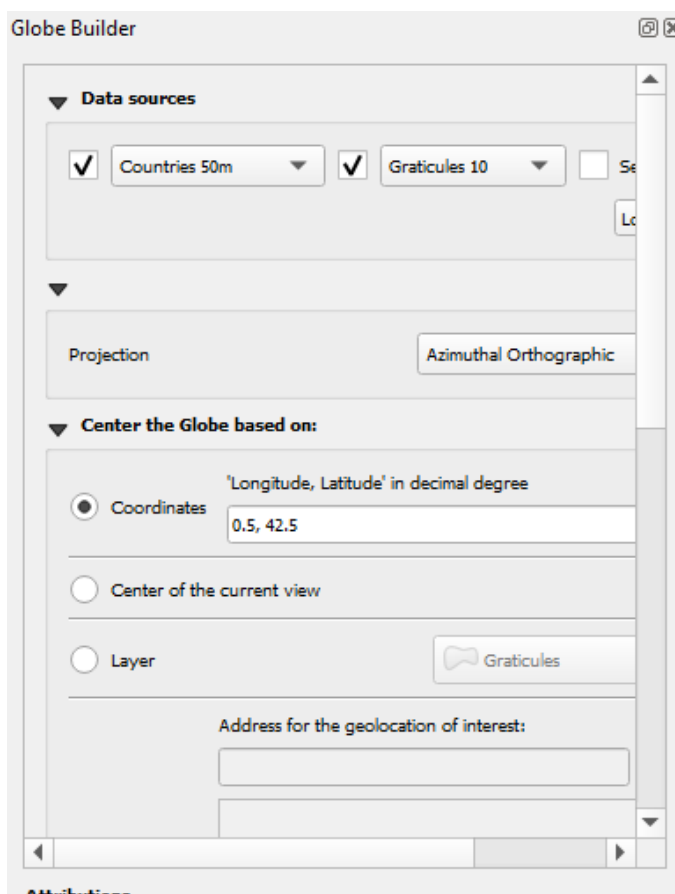 Globe Builder
Data sources
Countries 50m Graticules 10
Projection Azimuthal Orthographic
Center the Globe based on:
'Longitude, Latitude' in decimal degree
Coordinates
0.5, 42.5
Center of the current view
Layer Graticules
Address for the geolocation of interest: